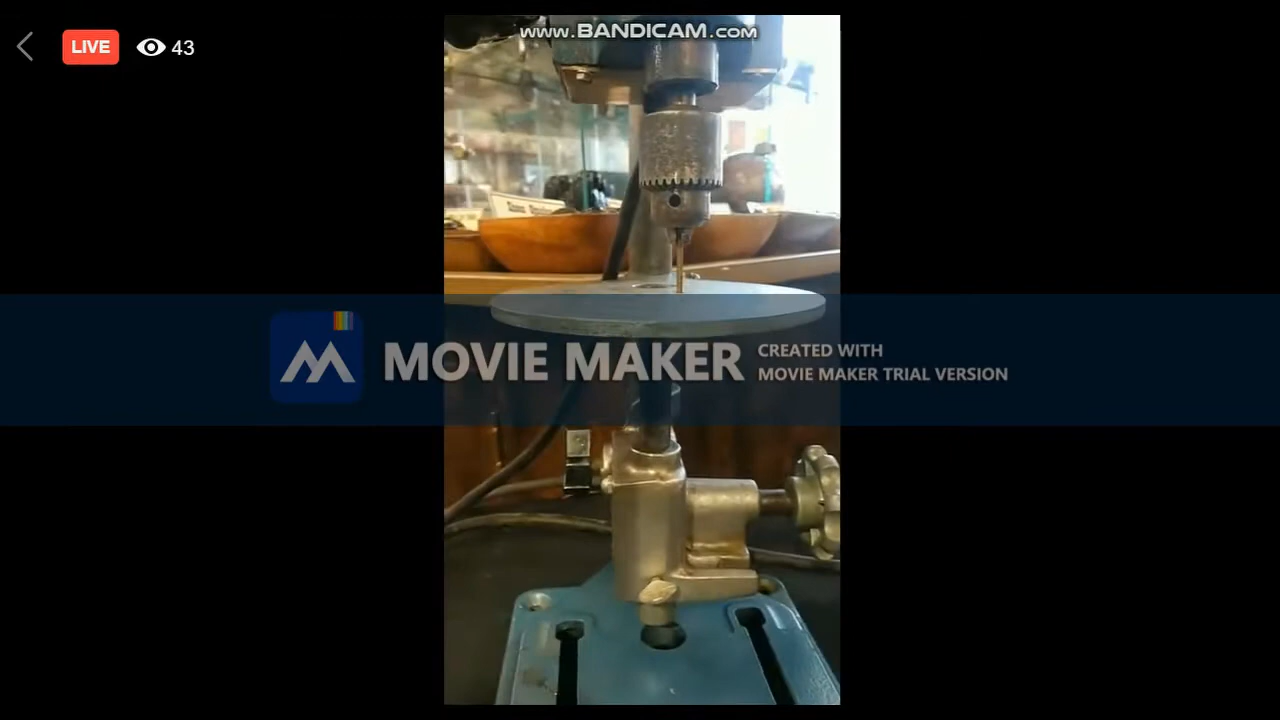 www.BANDICAM.com
LIVE 43
MOVIE MAKER
CREATED WITH
MOVIE MAKER TRIAL VERSION